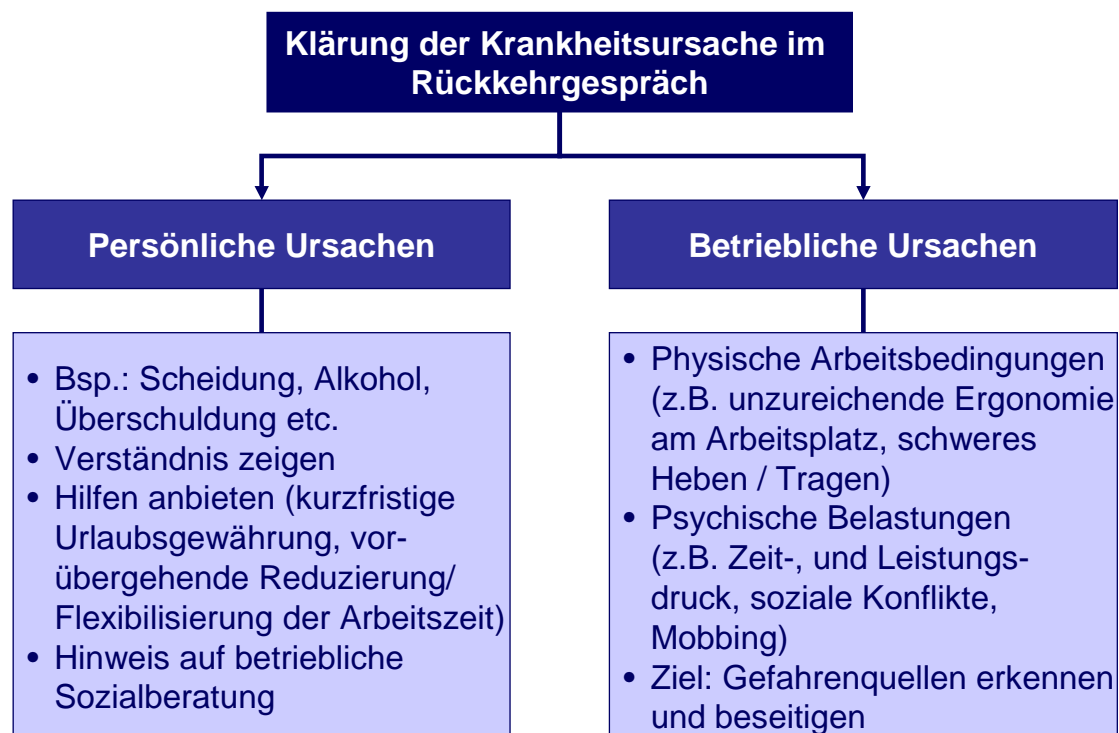 Klärung der Krankheitsursache im
Rückkehrgespräch
Persönliche Ursachen
Betriebliche Ursachen
• Bsp.: Scheidung, Alkohol,
Überschuldung etc.
• Verständnis zeigen
• Hilfen anbieten (kurzfristige
Urlaubsgewährung, vor-
übergehende Reduzierung/
Flexibilisierung der Arbeitszeit)
• Hinweis auf betriebliche
Sozialberatung
• Physische Arbeitsbedingungen
(z.B. unzureichende Ergonomie
am Arbeitsplatz, schweres
Heben / Tragen)
• Psychische Belastungen
(z.B. Zeit-, und Leistungs-
druck, soziale Konflikte,
Mobbing)
• Ziel: Gefahrenquellen erkennen
und beseitigen